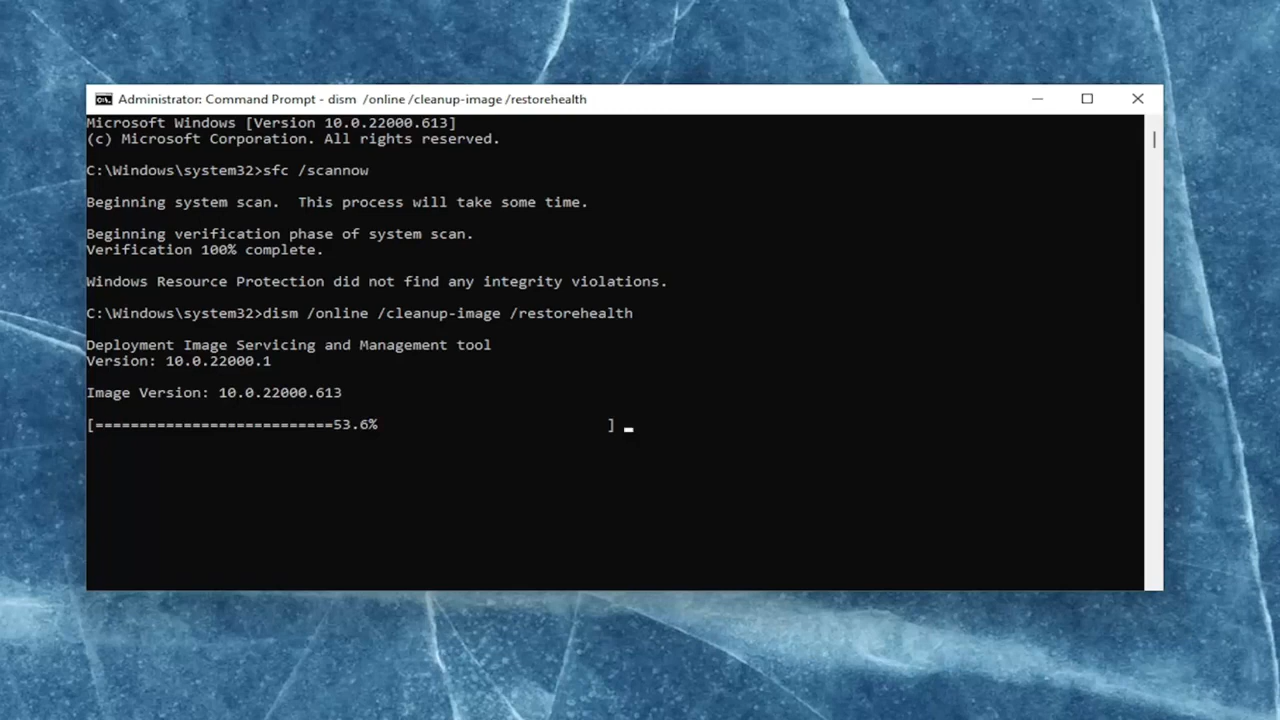 Administrator: Command Prompt - dism  /online /cleanup-image /restorehealth
Microsoft Windows [Version 10.0.22000.613]
(c) Microsoft Corporation. All rights reserved.
C:\Windows\system32>sfc /scannow
Beginning system scan.  This process will take some time.
Beginning verification phase of system scan.
Verification 100% complete.
Windows Resource Protection did not find any integrity violations.
C:\Windows\system32>dism /online /cleanup-image /restorehealth
Deployment Image Servicing and Management tool
Version: 10.0.22000.1
Image Version: 10.0.22000.613
[===========================53.6%                          ]